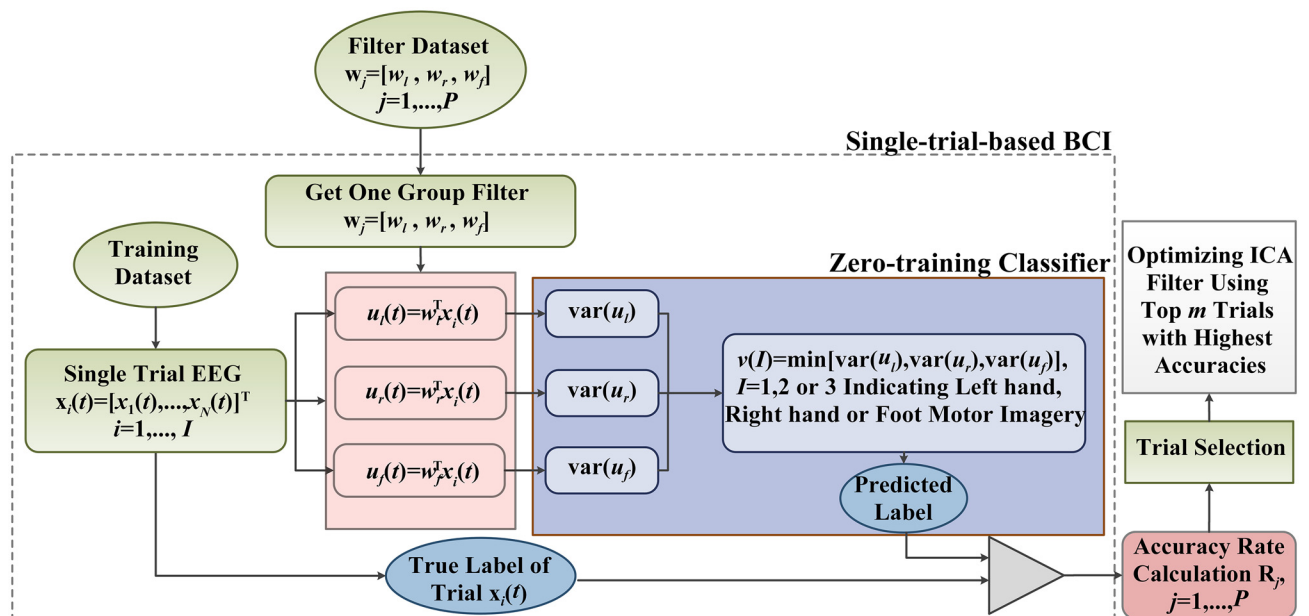 Filter Dataset
w_j=[w_l , w_r , w_f]
j=1,...,P
Single-trial-based BCI
Get One Group Filter
w_j=[w_l , w_r , w_f]
Training
Dataset
Zero-training Classifier
Single Trial EEG
x_i(t)=[x_1(t),...,x_N(t)]^T
i=1,..., I
u_l(t)=w_l^T x_i(t)
u_r(t)=w_r^T x_i(t)
u_f(t)=w_f^T x_i(t)
var(u_l)
var(u_r)
var(u_f)
v(I)=min[var(u_l),var(u_r),var(u_f)],
I=1,2 or 3 Indicating Left hand,
Right hand or Foot Motor Imagery
Predicted
Label
True Label of
Trial x_i(t)
Accuracy Rate
Calculation R_j,
j=1,...,P
Trial Selection
Optimizing ICA
Filter Using
Top m Trials
with Highest
Accuracies